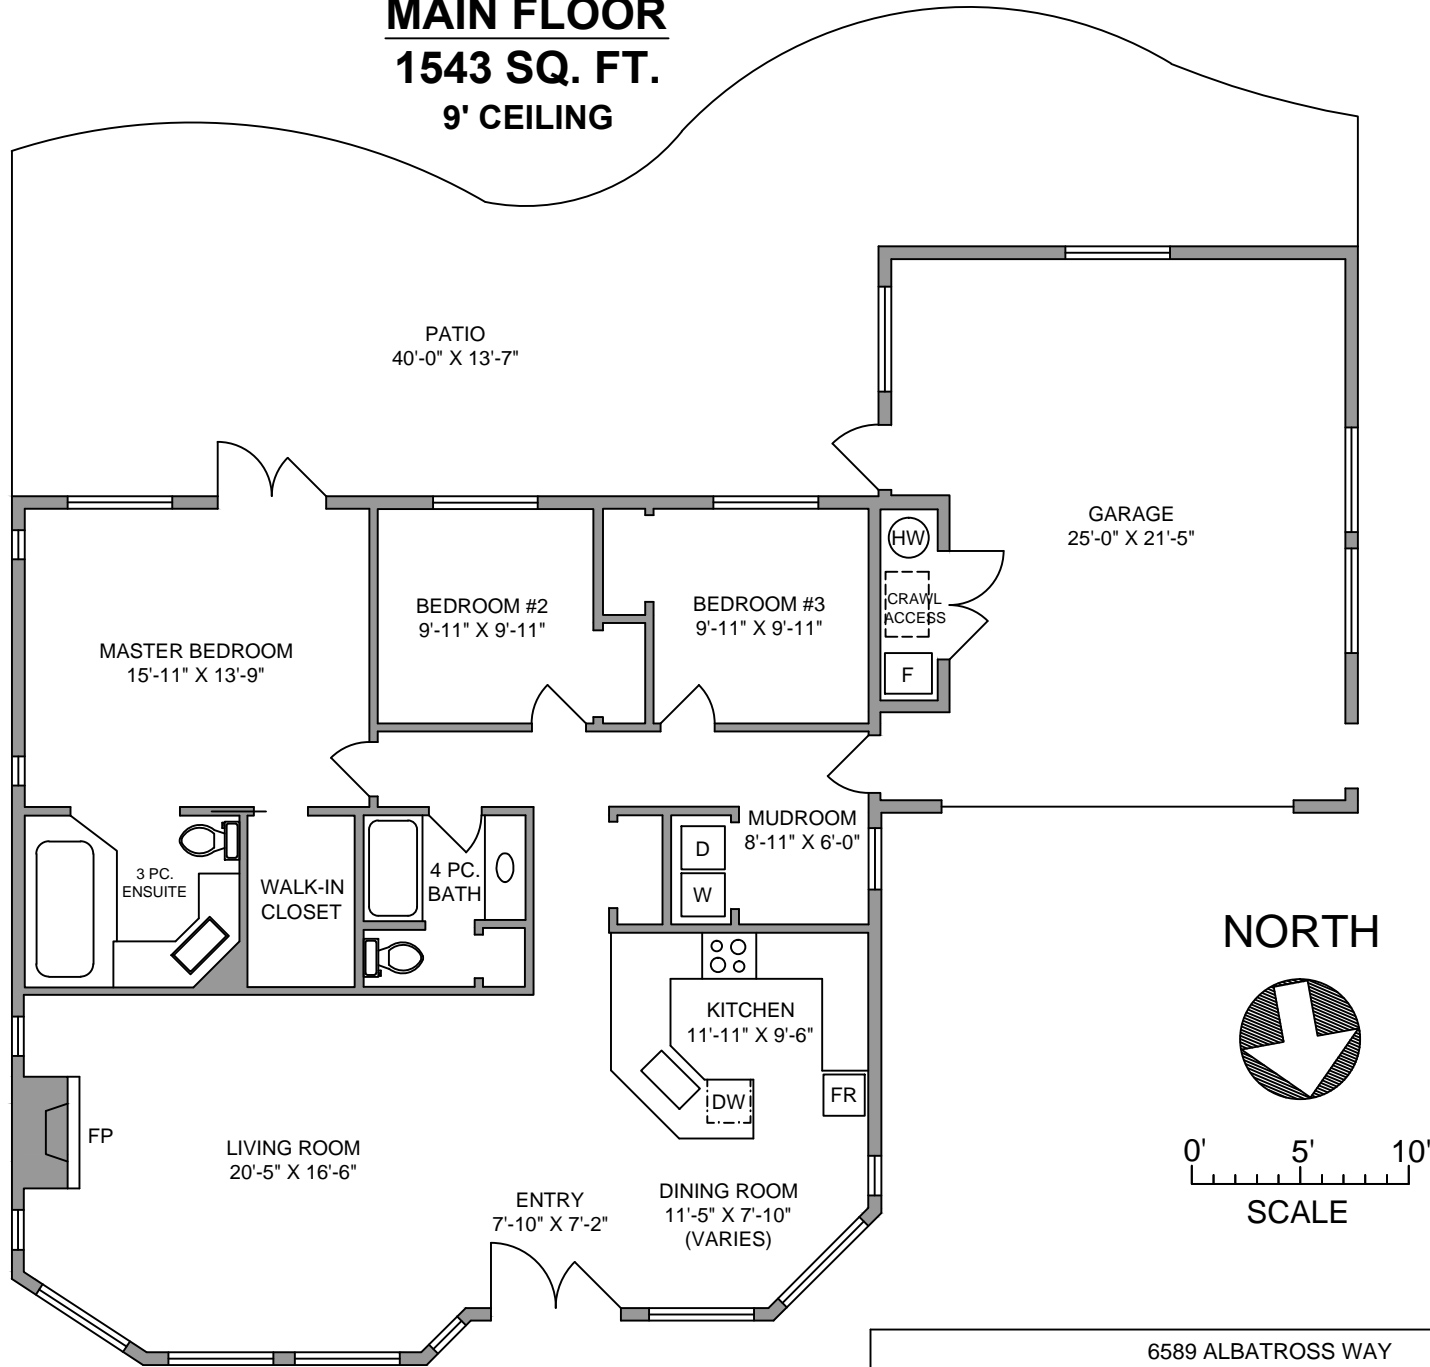 MAIN FLOOR
1543 SQ. FT.
9' CEILING
PATIO
40'-0" X 13'-7"
GARAGE
25'-0" X 21'-5"
HW
CRAWL
ACCESS
F
BEDROOM #2
9'-11" X 9'-11"
BEDROOM #3
9'-11" X 9'-11"
MASTER BEDROOM
15'-11" X 13'-9"
MUDROOM
8'-11" X 6'-0"
D
W
3 PC.
ENSUITE
WALK-IN
CLOSET
4 PC.
BATH
NORTH
KITCHEN
11'-11" X 9'-6"
DW
FR
FP
LIVING ROOM
20'-5" X 16'-6"
ENTRY
7'-10" X 7'-2"
DINING ROOM
11'-5" X 7'-10"
(VARIES)
0' 5' 10'
SCALE
6589 ALBATROSS WAY